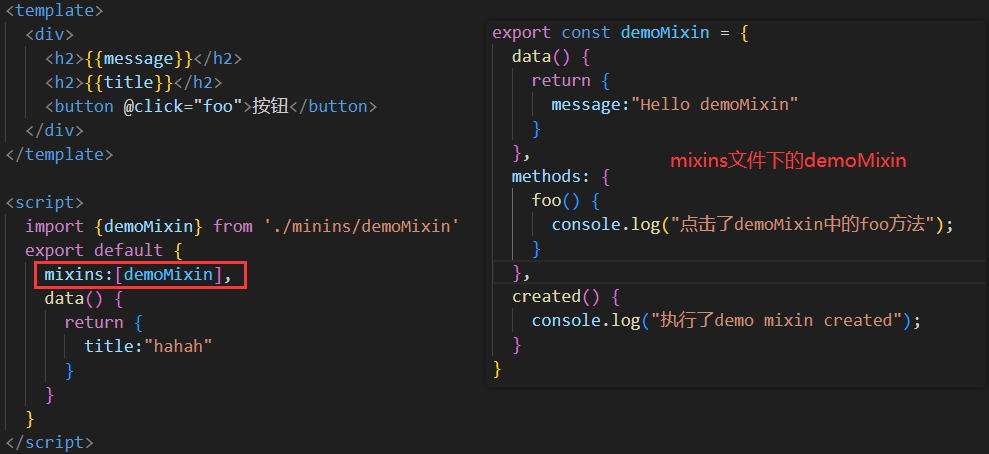 <template>
  <div>
    <h2>{{message}}</h2>
    <h2>{{title}}</h2>
    <button @click="foo">按钮</button>
  </div>
</template>

<script>
  import {demoMixin} from './minins/demoMixin'
  export default {
    mixins:[demoMixin],
    data() {
      return {
        title:"hahah"
      }
    }
  }
</script>
export const demoMixin = {
  data() {
    return {
      message:"Hello demoMixin"
    }
  },
  methods: {
    foo() {
      console.log("点击了demoMixin中的foo方法");
    }
  },
  created() {
    console.log("执行了demo mixin created");
  }
}
mixins文件下的demoMixin